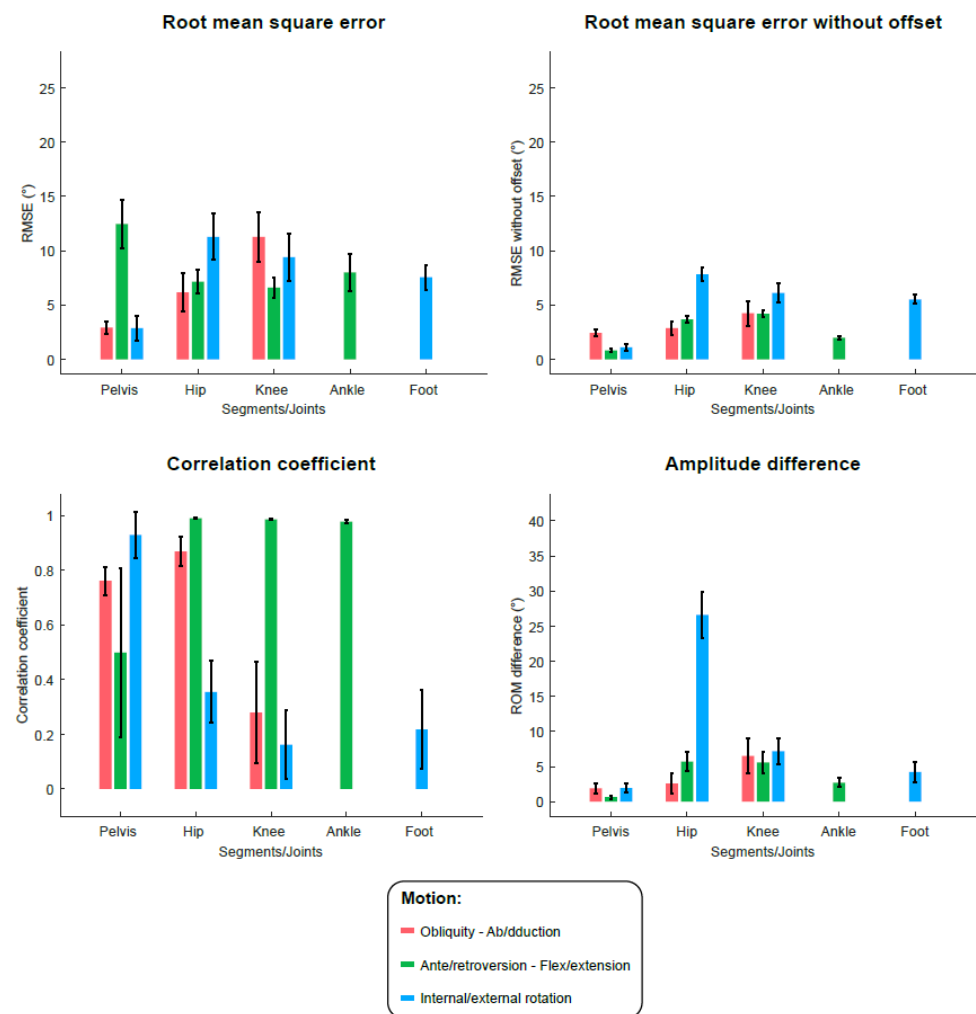 Root mean square error
RMSE (°)
25
20
15
10
5
0
Pelvis Hip Knee Ankle Foot
Segments/Joints
Root mean square error without offset
RMSE without offset (°)
25
20
15
10
5
0
Pelvis Hip Knee Ankle Foot
Segments/Joints
Correlation coefficient
Correlation coefficient
1
0.8
0.6
0.4
0.2
0
Pelvis Hip Knee Ankle Foot
Segments/Joints
Amplitude difference
ROM difference (°)
40
35
30
25
20
15
10
5
0
Pelvis Hip Knee Ankle Foot
Segments/Joints
Motion:
Obliquity - Ab/dduction
Ante/retroversion - Flex/extension
Internal/external rotation